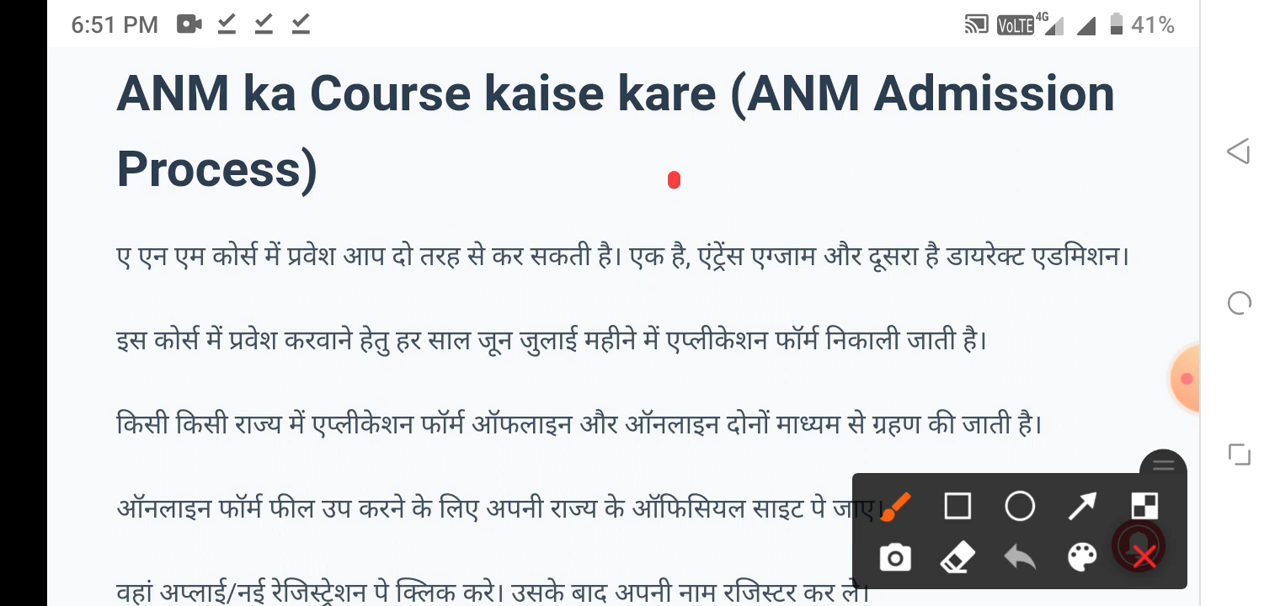 6:51 PM
VoLTE 4G 41%
ANM ka Course kaise kare (ANM Admission
Process)
ए एन एम कोर्स में प्रवेश आप दो तरह से कर सकती है। एक है, एंट्रेंस एग्जाम और दूसरा है डायरेक्ट एडमिशन।
इस कोर्स में प्रवेश करवाने हेतु हर साल जून जुलाई महीने में एप्लीकेशन फॉर्म निकाली जाती है।
किसी किसी राज्य में एप्लीकेशन फॉर्म ऑफलाइन और ऑनलाइन दोनों माध्यम से ग्रहण की जाती है।
ऑनलाइन फॉर्म फील उप करने के लिए अपनी राज्य के ऑफिसियल साइट पे जाए।
वहां अप्लाई/नई रेजिस्ट्रेशन पे क्लिक करे। उसके बाद अपनी नाम रजिस्टर कर ले।